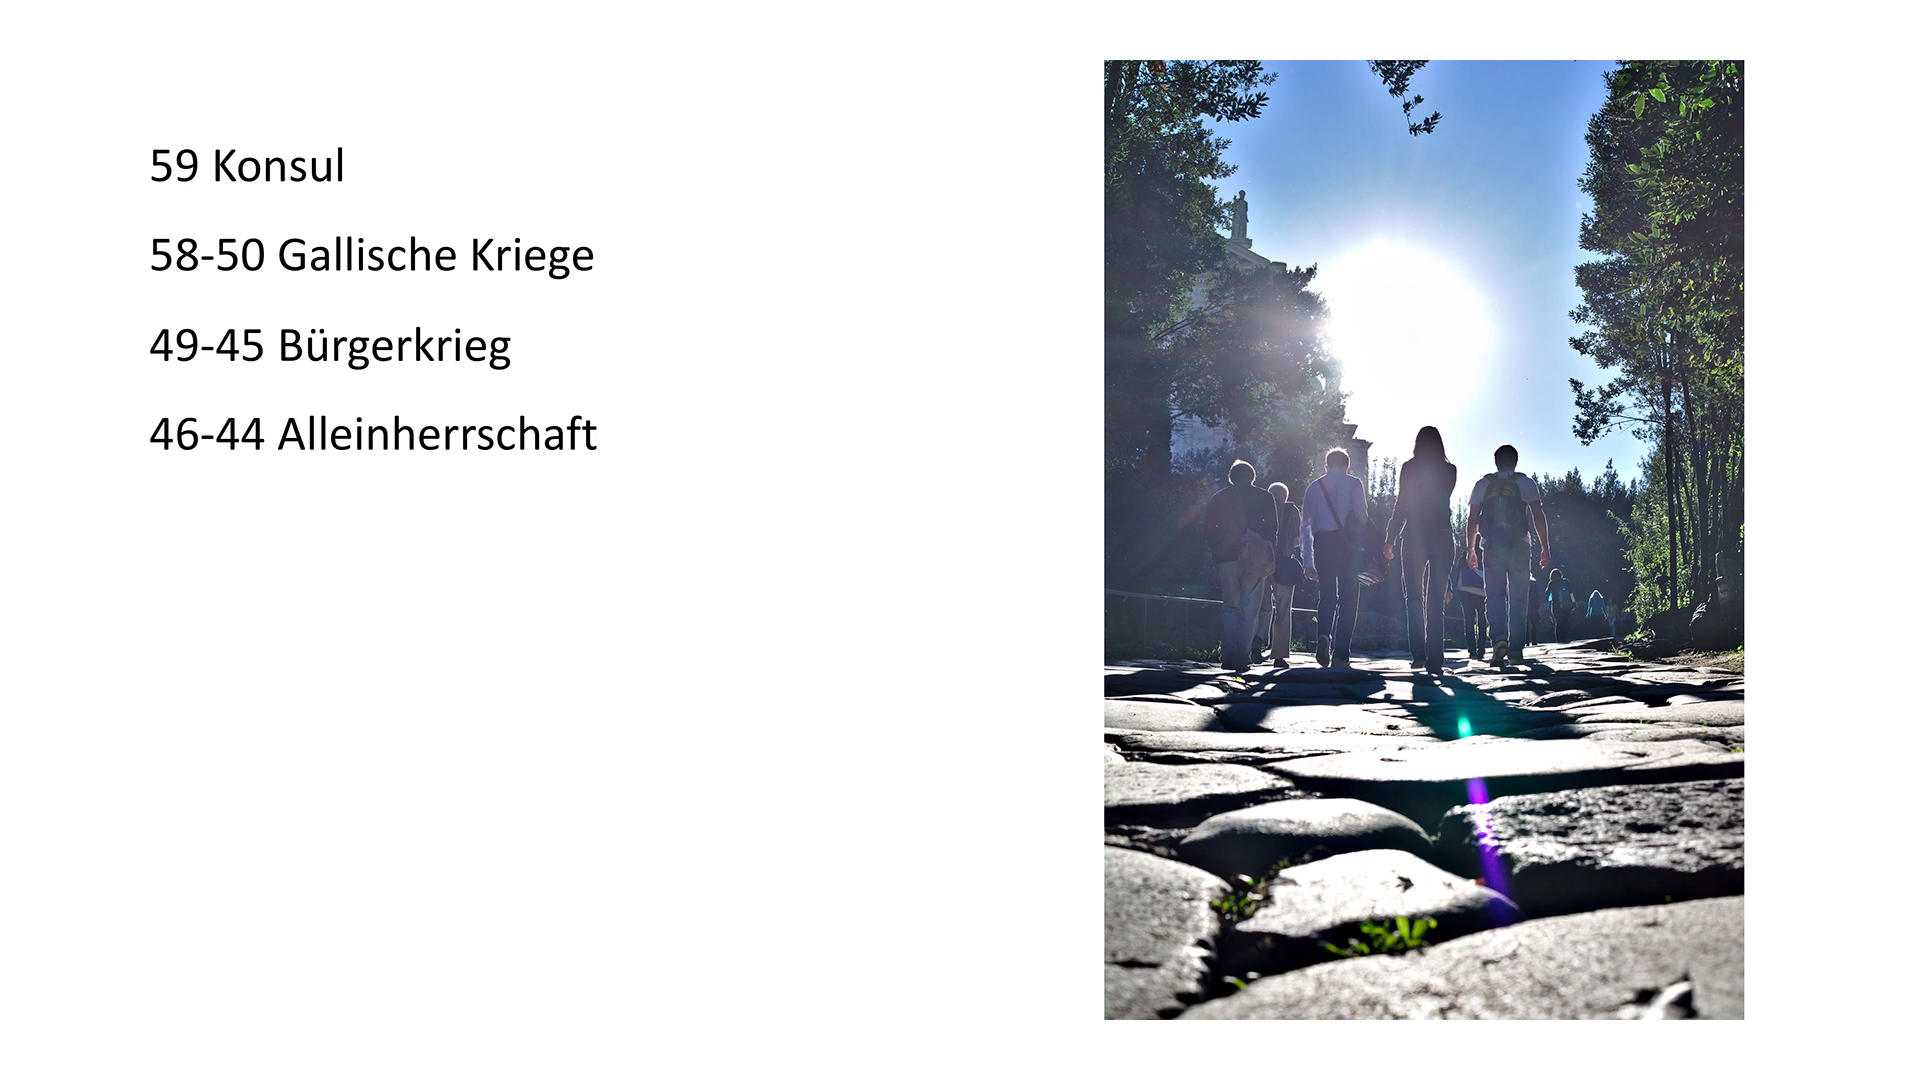 59 Konsul
58-50 Gallische Kriege
49-45 Bürgerkrieg
46-44 Alleinherrschaft